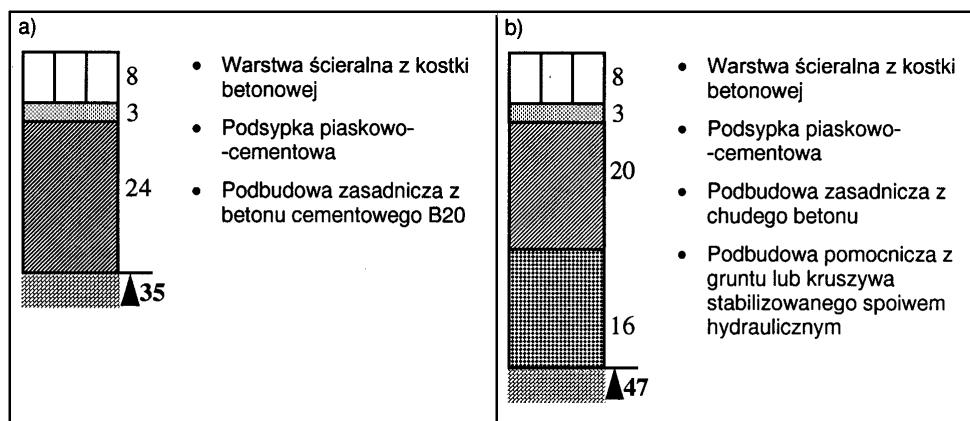 a)
8
3
24
35
• Warstwa ścieralna z kostki
betonowej
• Podsypka piaskowo-
-cementowa
• Podbudowa zasadnicza z
betonu cementowego B20
b)
8
3
20
16
47
• Warstwa ścieralna z kostki
betonowej
• Podsypka piaskowo-
-cementowa
• Podbudowa zasadnicza z
chudego betonu
• Podbudowa pomocnicza z
gruntu lub kruszywa
stabilizowanego spoiwem
hydraulicznym